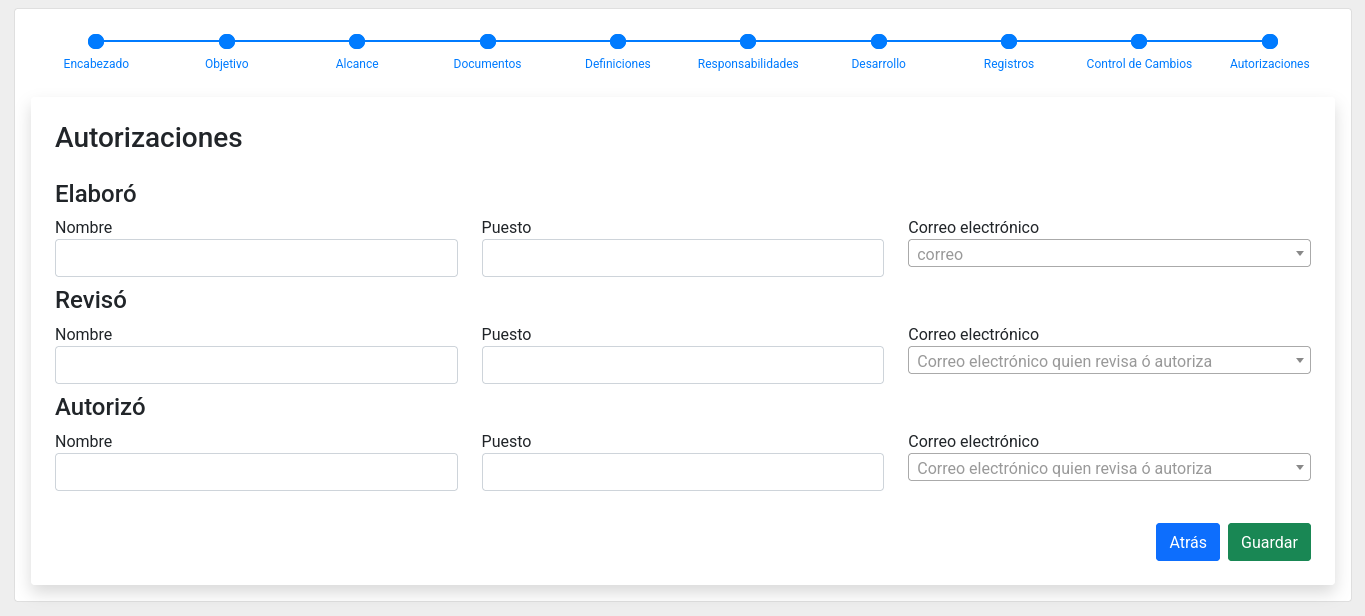 Encabezado Objetivo Alcance Documentos Definiciones Responsabilidades Desarrollo Registros Control de Cambios Autorizaciones
Autorizaciones
Elaboró
Nombre Puesto Correo electrónico
correo
Revisó
Nombre Puesto Correo electrónico
Correo electrónico quien revisa ó autoriza
Autorizó
Nombre Puesto Correo electrónico
Correo electrónico quien revisa ó autoriza
Atrás Guardar